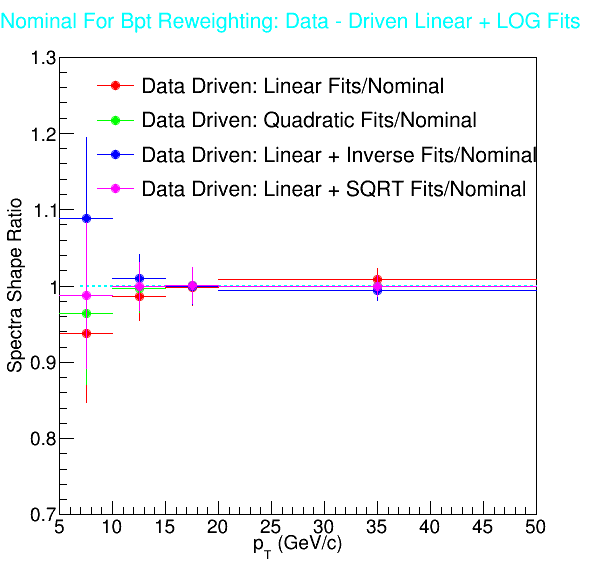 Nominal For Bpt Reweighting: Data - Driven Linear + LOG Fits
Data Driven: Linear Fits/Nominal
Data Driven: Quadratic Fits/Nominal
Data Driven: Linear + Inverse Fits/Nominal
Data Driven: Linear + SQRT Fits/Nominal
Spectra Shape Ratio
1.3
1.2
1.1
1
0.9
0.8
0.7
5 10 15 20 25 30 35 40 45 50
p_T (GeV/c)